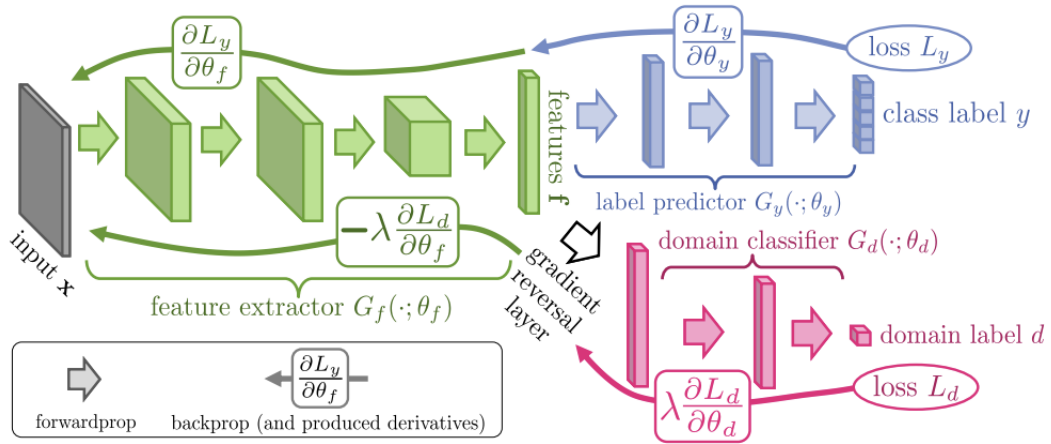 ∂L_y/∂θ_f
∂L_y/∂θ_y
loss L_y
features f
class label y
label predictor G_y(·;θ_y)
−λ ∂L_d/∂θ_f
input x
domain classifier G_d(·;θ_d)
gradient
reversal
layer
feature extractor G_f(·;θ_f)
domain label d
loss L_d
λ ∂L_d/∂θ_d
∂L_y/∂θ_f
forwardprop
backprop (and produced derivatives)